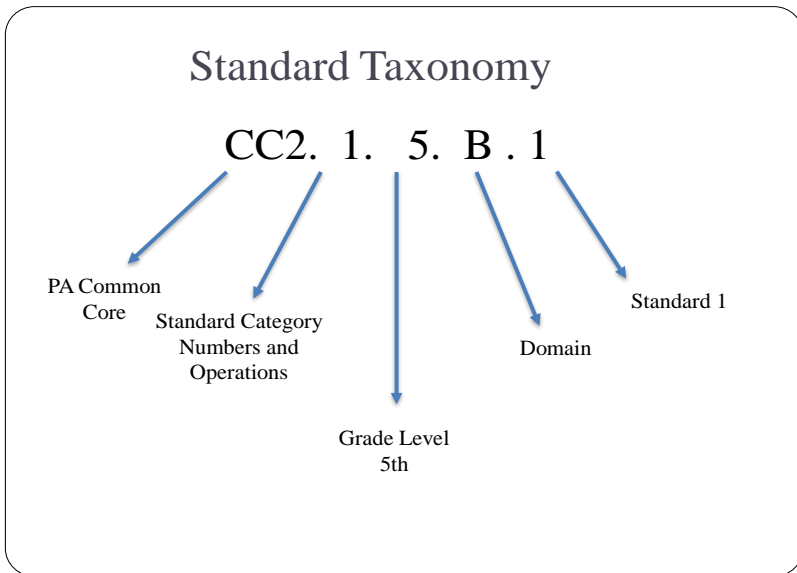 Standard Taxonomy
CC2. 1. 5. B . 1
PA Common
Core
Standard Category
Numbers and
Operations
Grade Level
5th
Domain
Standard 1